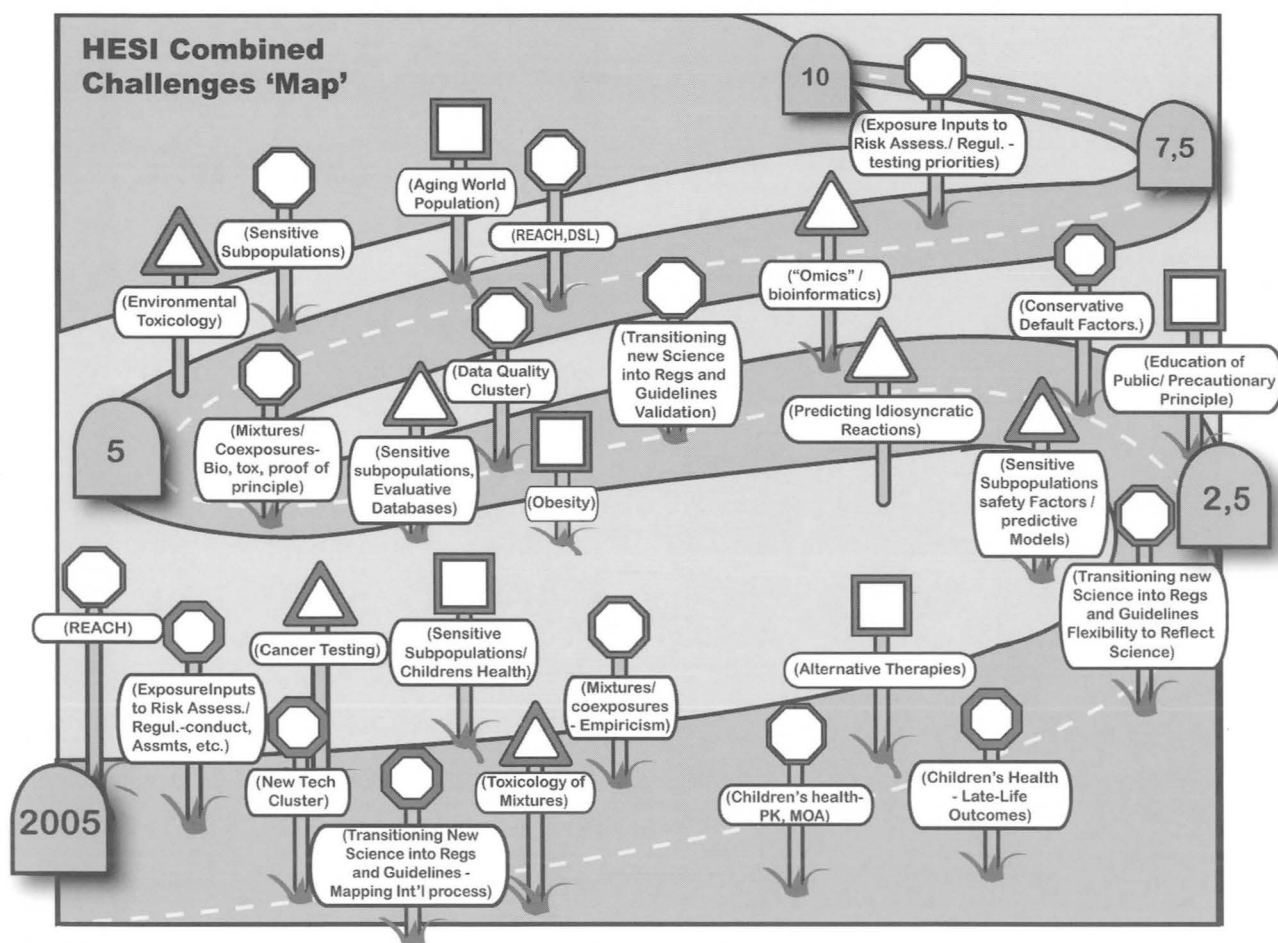 HESI Combined
Challenges ‘Map’
10
(Exposure Inputs to
Risk Assess./ Regul. -
testing priorities)
7,5
(Aging World
Population)
(Sensitive
Subpopulations)
(REACH,DSL)
(Environmental
Toxicology)
(“Omics” /
bioinformatics)
(Conservative
Default Factors.)
(Transitioning
new Science
into Regs and
Guidelines
Validation)
(Data Quality
Cluster)
(Education of
Public/ Precautionary
Principle)
(Predicting Idiosyncratic
Reactions)
5
(Mixtures/
Coexposures-
Bio, tox, proof of
principle)
(Sensitive
subpopulations,
Evaluative
Databases)
(Obesity)
(Sensitive
Subpopulations
safety Factors /
predictive
Models)
2,5
(Transitioning new
Science into Regs
and Guidelines
Flexibility to Reflect
Science)
(REACH)
(Cancer Testing)
(Sensitive
Subpopulations/
Childrens Health)
(Alternative Therapies)
(ExposureInputs
to Risk Assess./
Regul.-conduct,
Assmts, etc.)
(Mixtures/
coexposures
- Empiricism)
(New Tech
Cluster)
(Toxicology of
Mixtures)
(Children's health-
PK, MOA)
(Children's Health
- Late-Life
Outcomes)
2005
(Transitioning New
Science into Regs
and Guidelines -
Mapping Int'l process)